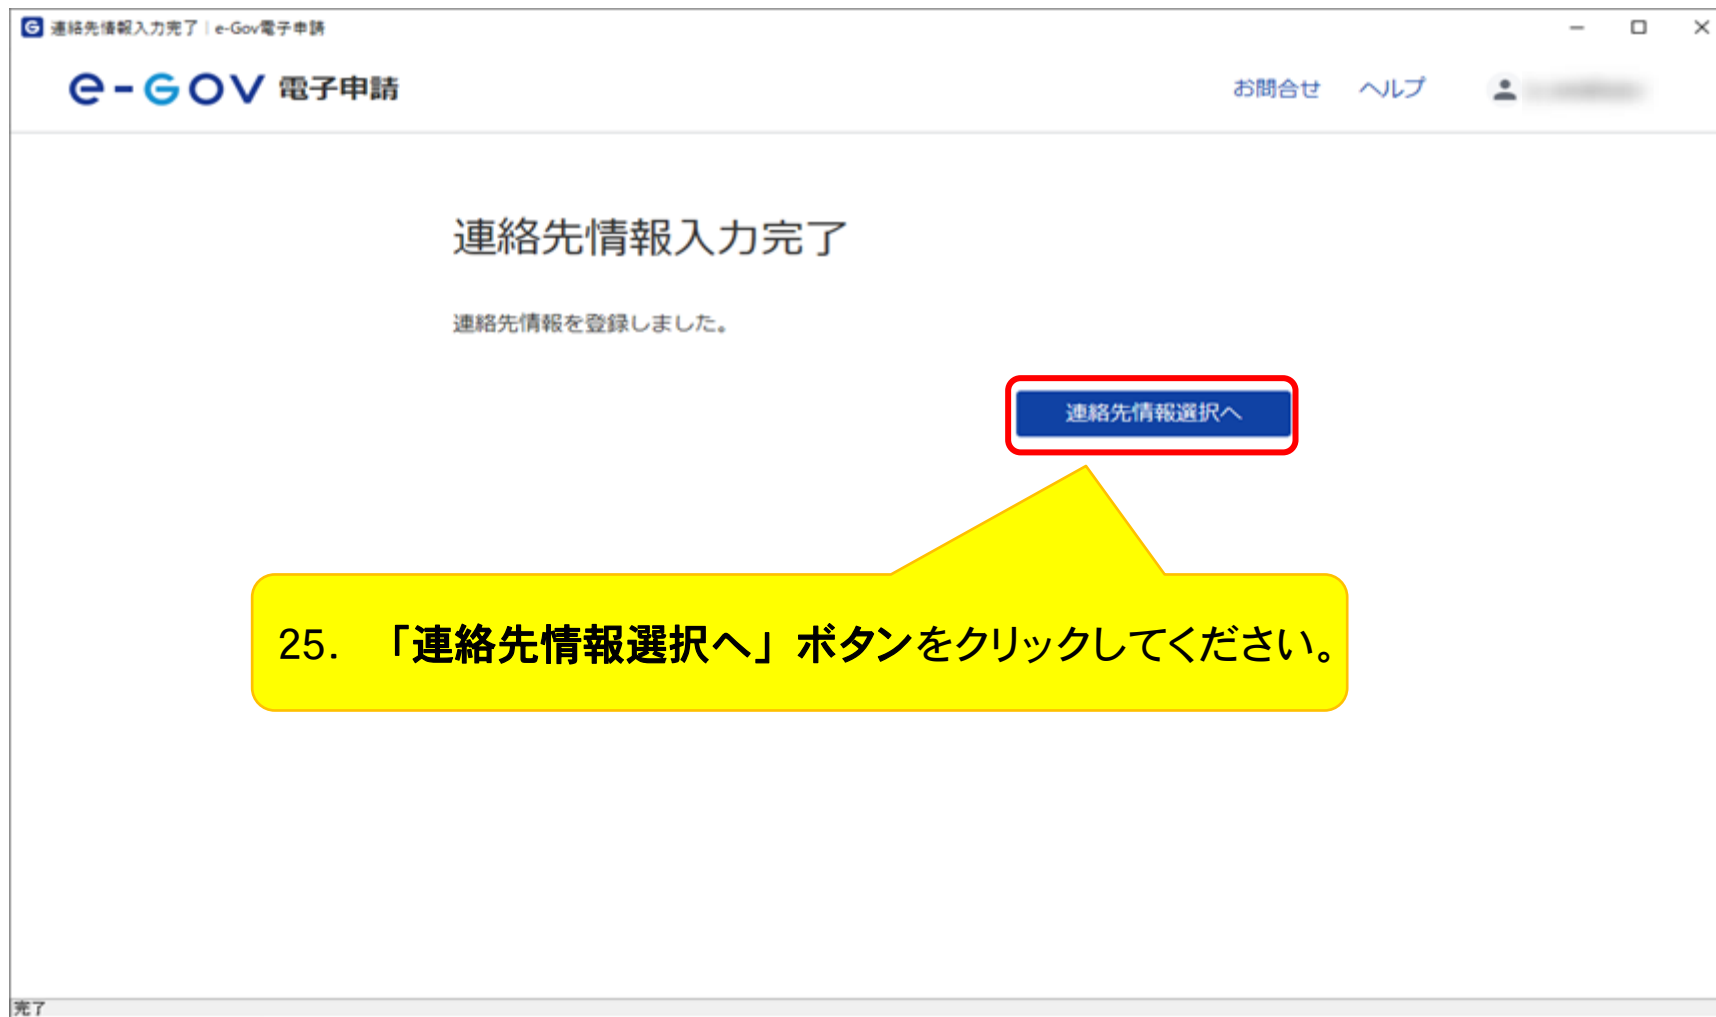 連絡先情報入力完了｜e-Gov電子申請
e-GOV 電子申請
お問合せ ヘルプ
連絡先情報入力完了
連絡先情報を登録しました。
連絡先情報選択へ
25. 「連絡先情報選択へ」ボタンをクリックしてください。
完了